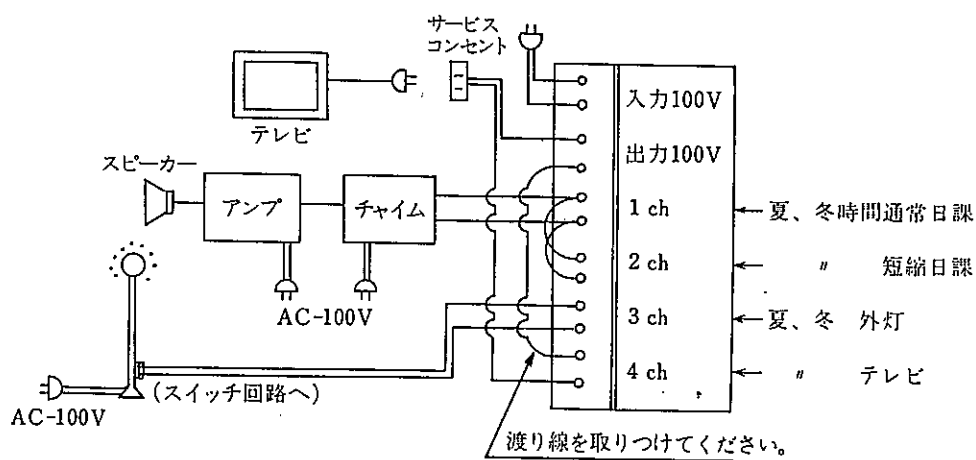 サービス
コンセント
テレビ
入力100V
出力100V
スピーカー
アンプ
チャイム
AC-100V
1 ch
夏、冬時間通常日課
2 ch
〃 短縮日課
3 ch
夏、冬 外灯
4 ch
〃 テレビ
(スイッチ回路へ)
AC-100V
渡り線を取りつけてください。